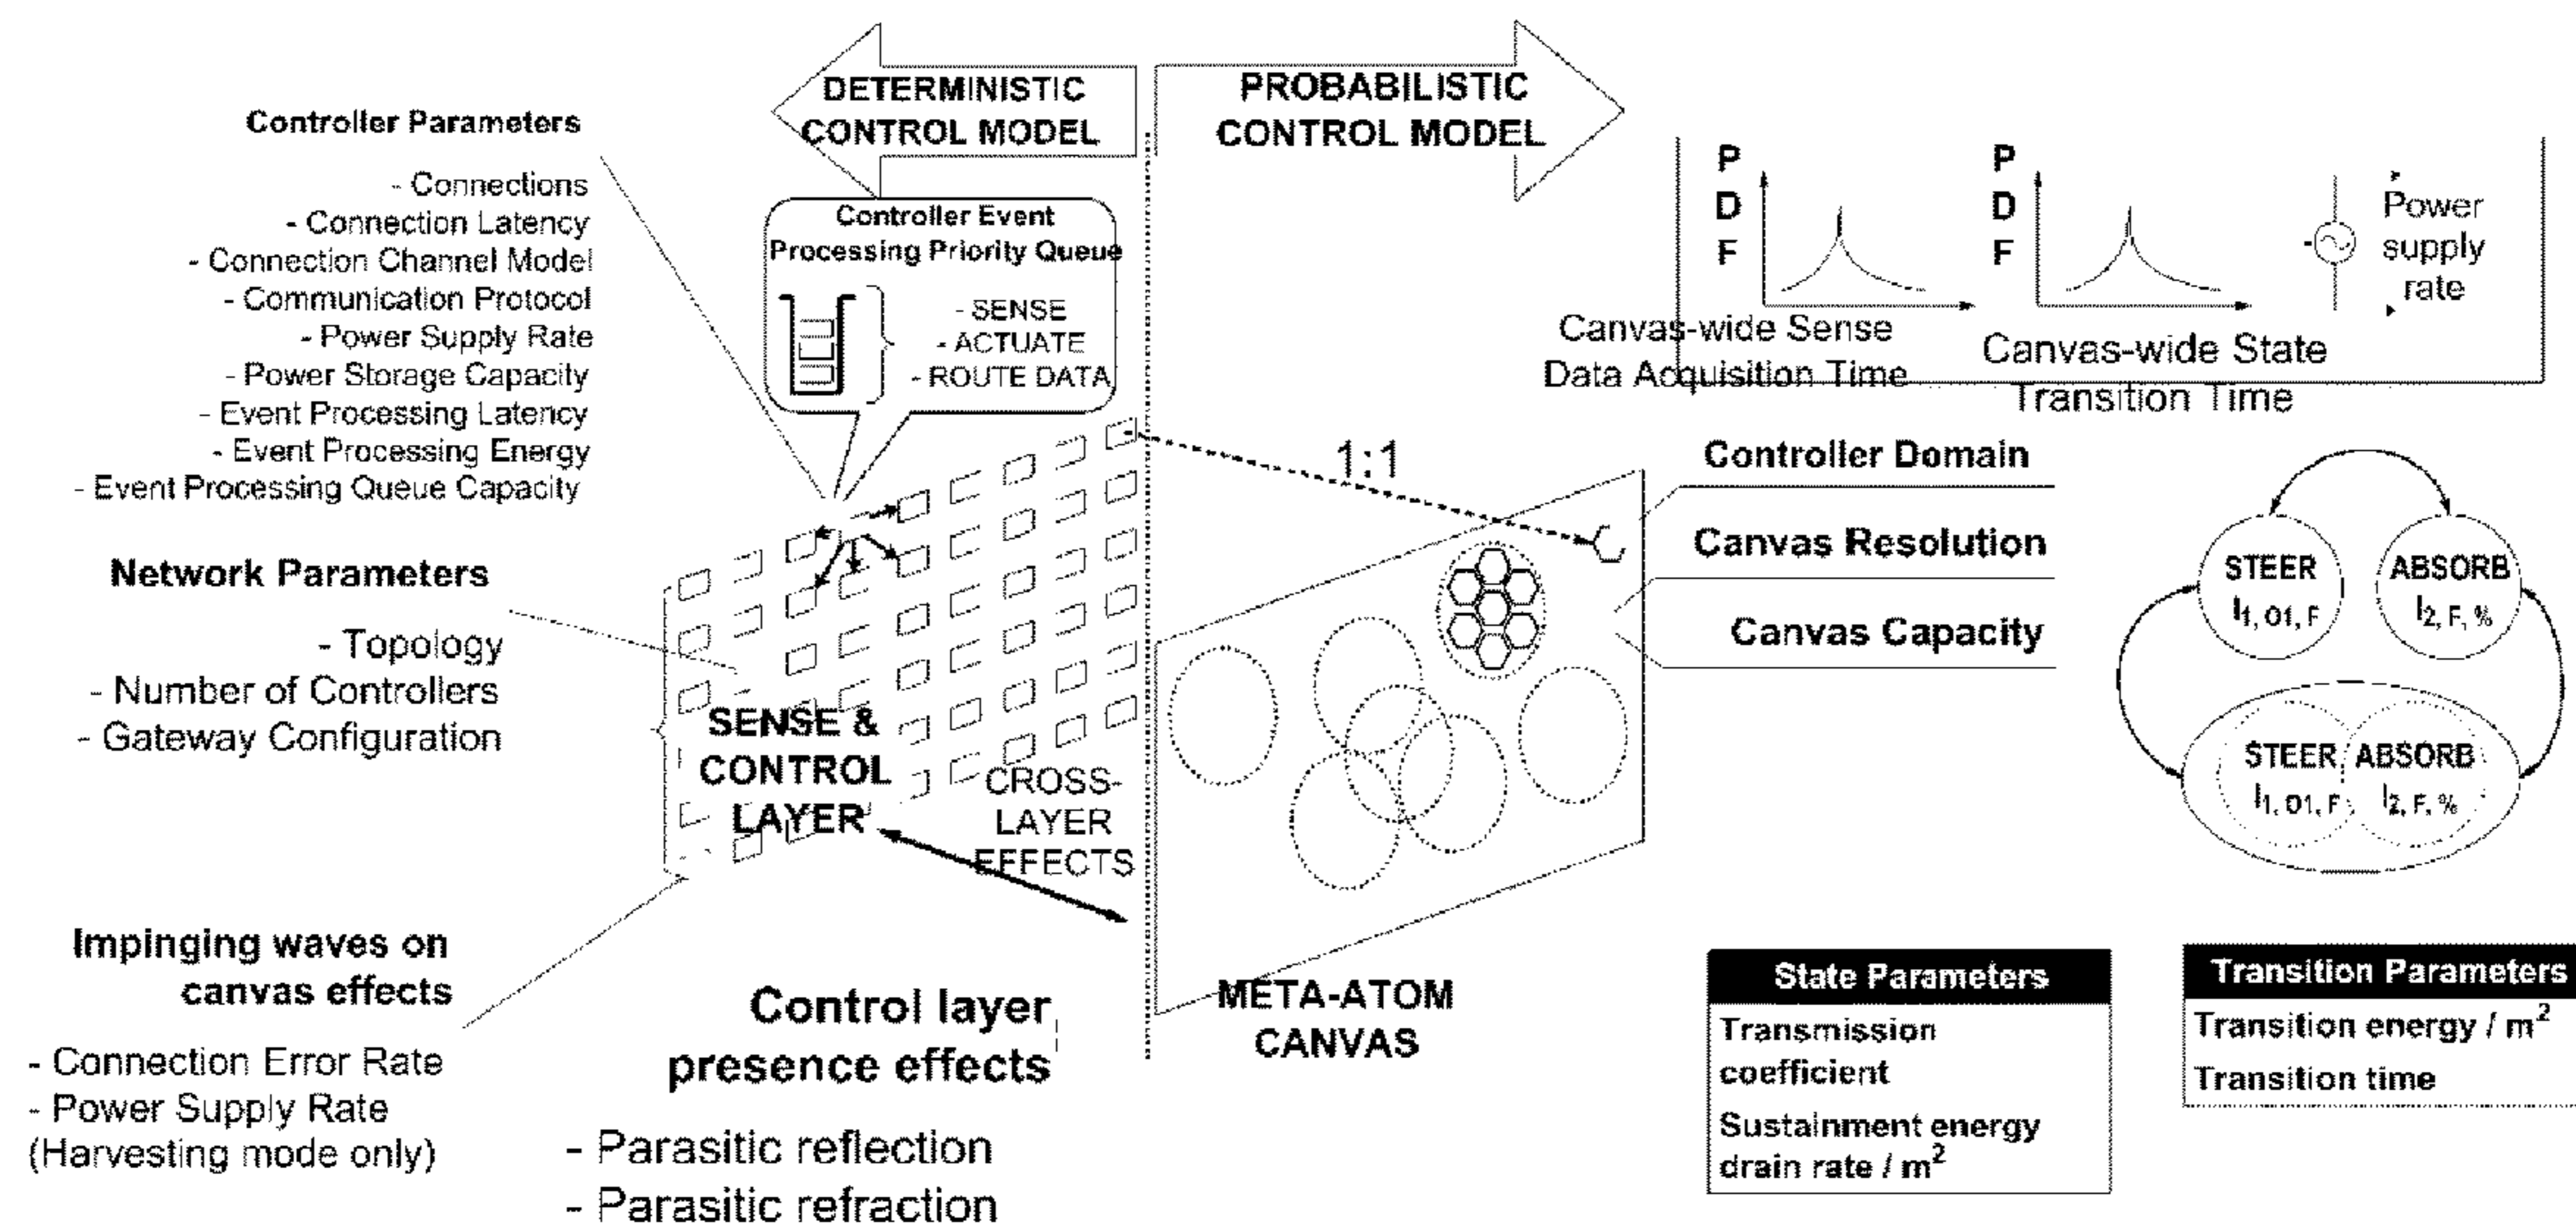 DETERMINISTIC
CONTROL MODEL
PROBABILISTIC
CONTROL MODEL
Controller Parameters
- Connections
- Connection Latency
- Connection Channel Model
- Communication Protocol
- Power Supply Rate
- Power Storage Capacity
- Event Processing Latency
- Event Processing Energy
- Event Processing Queue Capacity
Controller Event
Processing Priority Queue
- SENSE
- ACTUATE
- ROUTE DATA
P
D
F
Canvas-wide Sense
Data Acquisition Time
P
D
F
Canvas-wide State
Transition Time
Power
supply
rate
1:1
Controller Domain
Canvas Resolution
Canvas Capacity
STEER
I1, O1, F
ABSORB
I2, F, %
STEER
I1, O1, F
ABSORB
I2, F, %
Network Parameters
- Topology
- Number of Controllers
- Gateway Configuration
SENSE &
CONTROL
LAYER
CROSS-
LAYER
EFFECTS
Impinging waves on
canvas effects
- Connection Error Rate
- Power Supply Rate
(Harvesting mode only)
Control layer
presence effects
- Parasitic reflection
- Parasitic refraction
META-ATOM
CANVAS
State Parameters
Transmission
coefficient
Sustainment energy
drain rate / m²
Transition Parameters
Transition energy / m²
Transition time